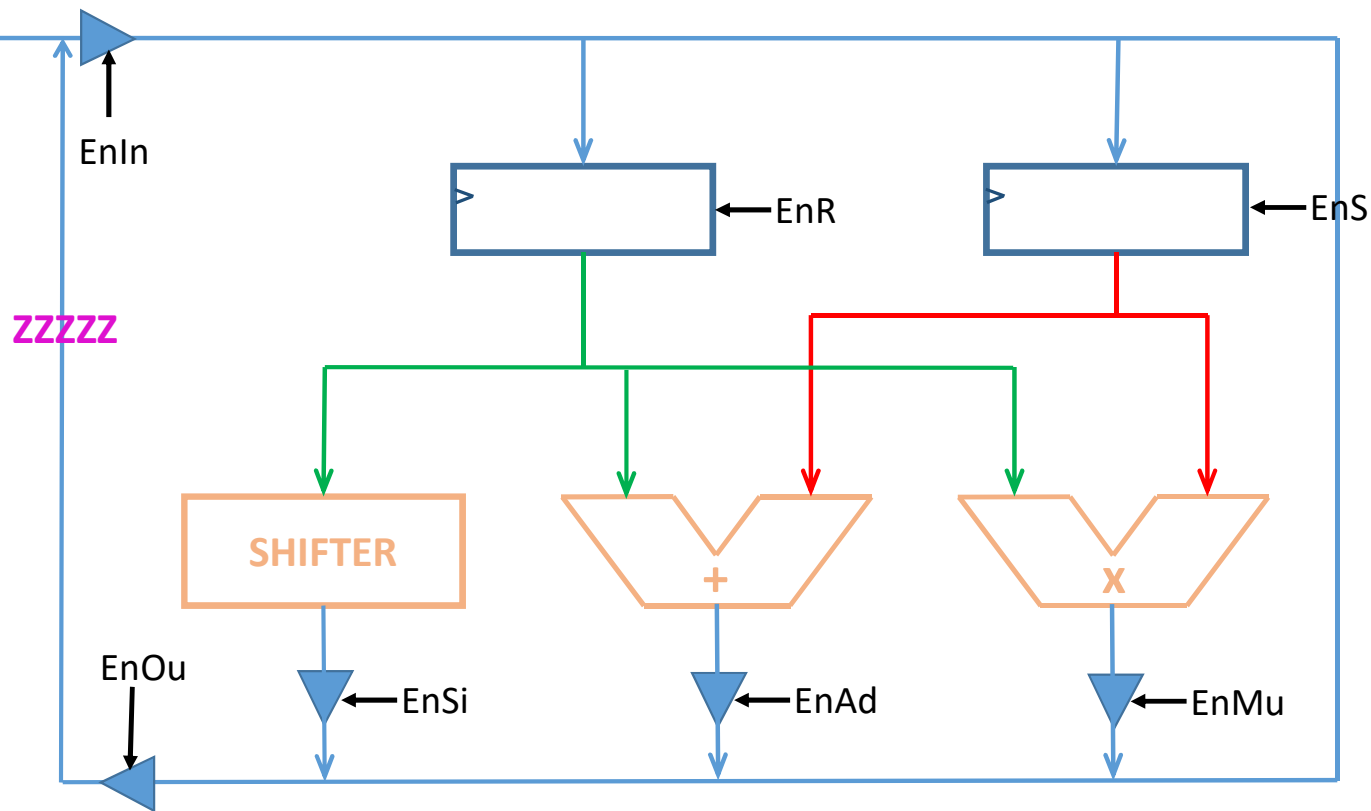 EnIn
>
>
EnR
EnS
ZZZZZ
SHIFTER
+
X
EnOu
EnSi
EnAd
EnMu